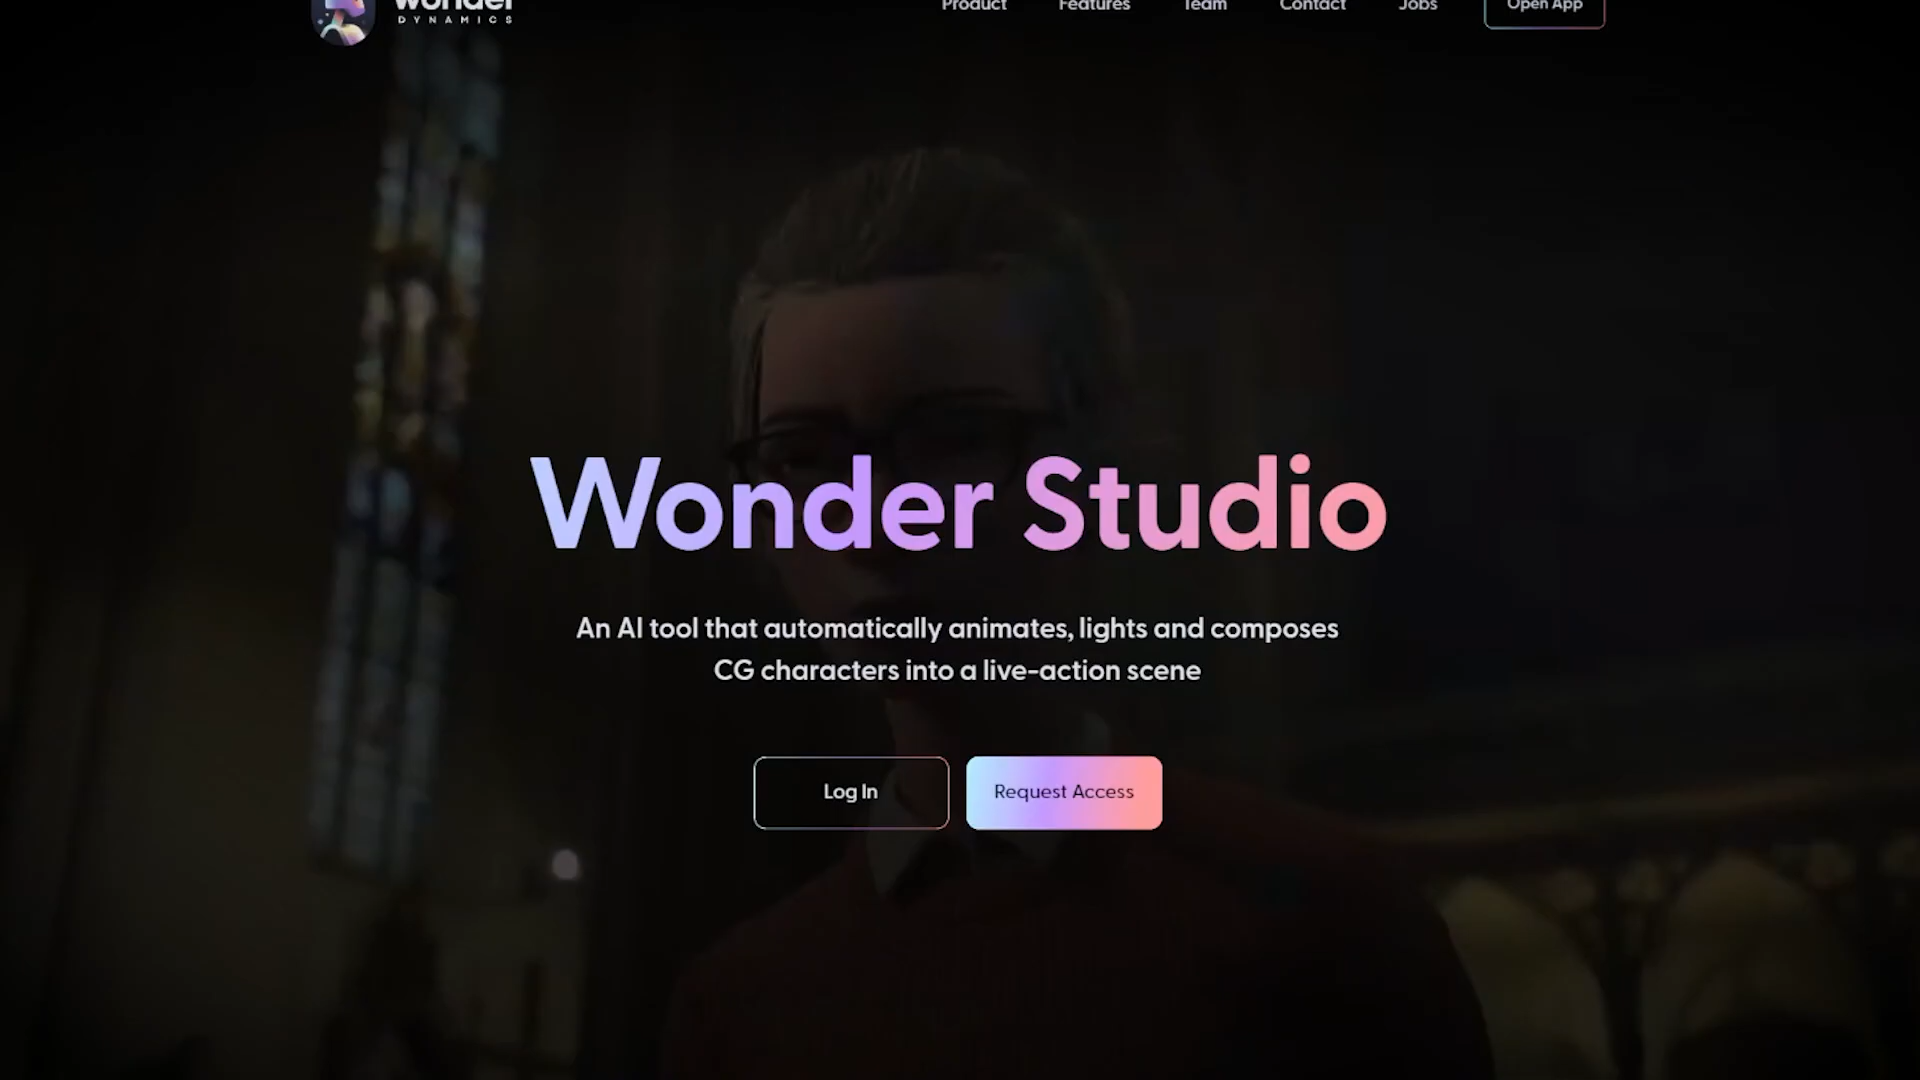 wonder
DYNAMICS
Product
Features
Team
Contact
Jobs
Open App
Wonder Studio
An AI tool that automatically animates, lights and composes
CG characters into a live-action scene
Log In
Request Access